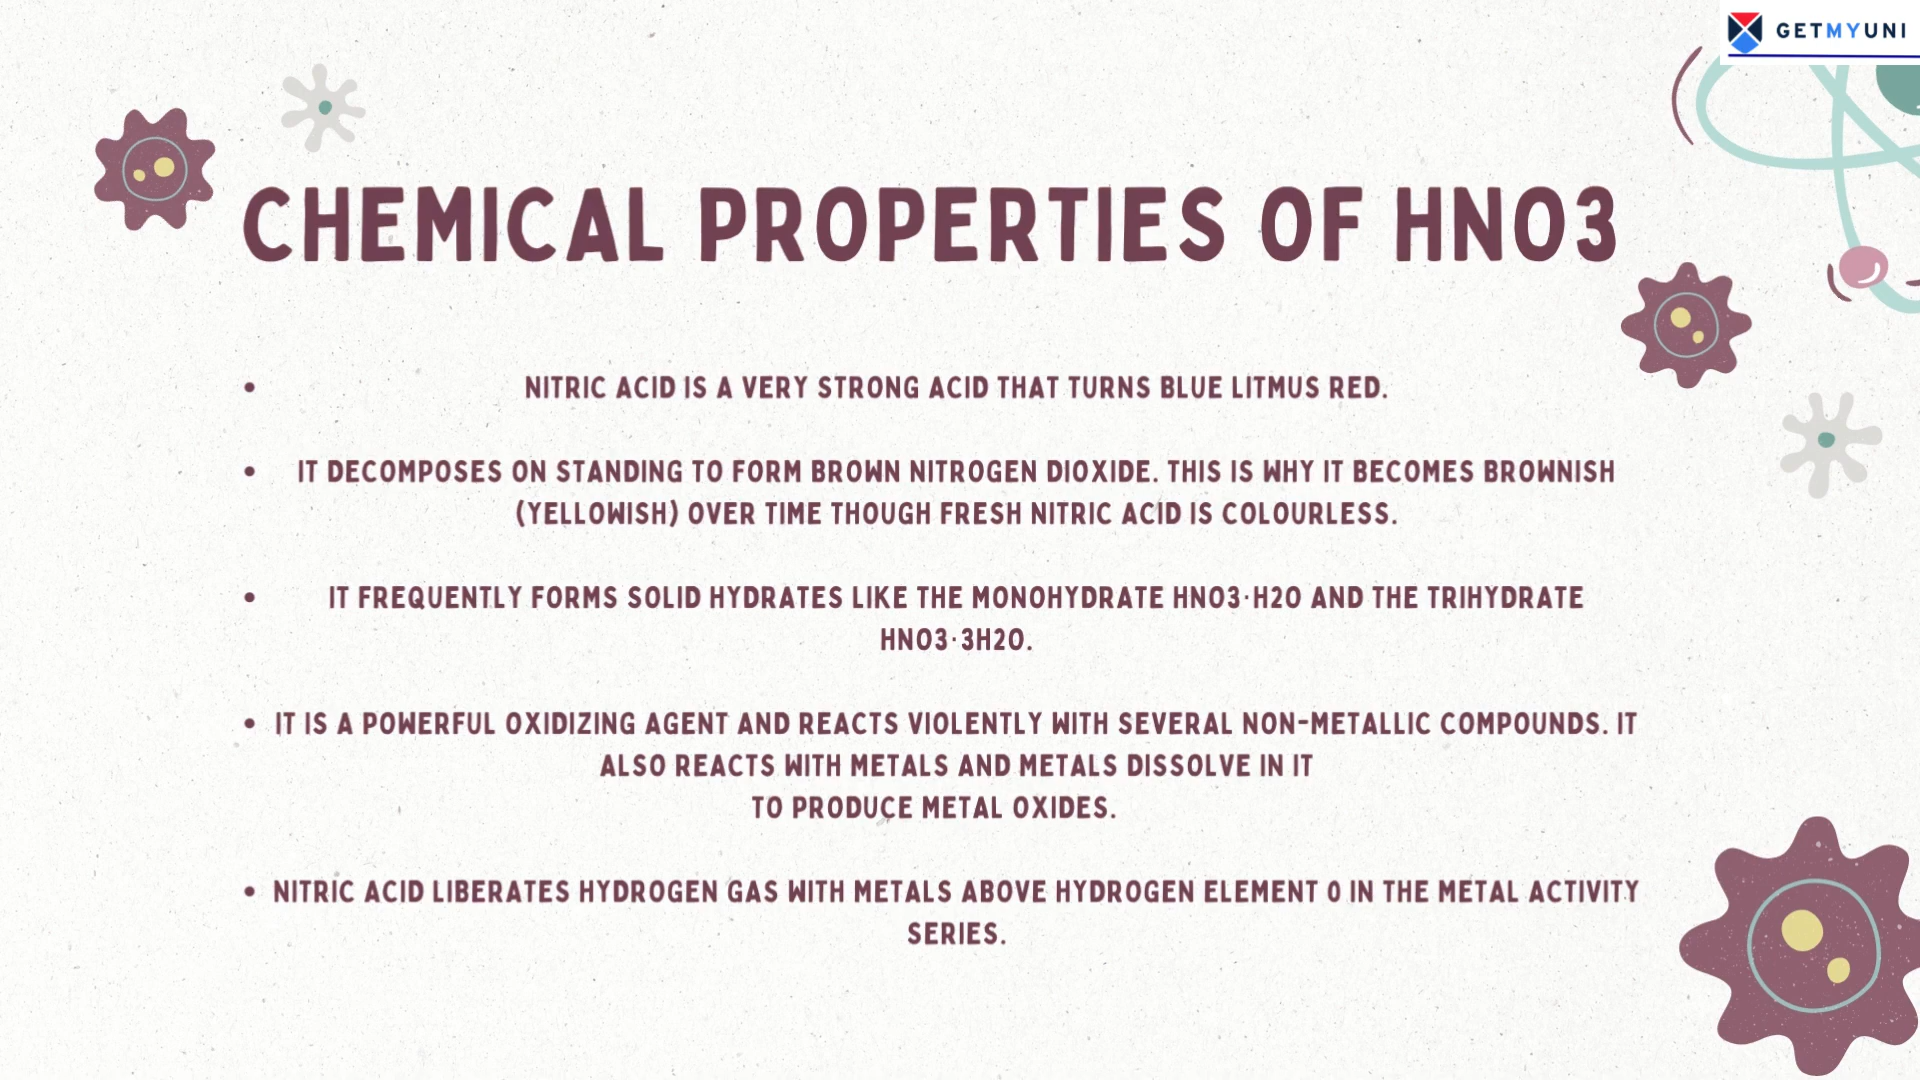 GETMYUNI
CHEMICAL PROPERTIES OF HNO3
• NITRIC ACID IS A VERY STRONG ACID THAT TURNS BLUE LITMUS RED.
• IT DECOMPOSES ON STANDING TO FORM BROWN NITROGEN DIOXIDE. THIS IS WHY IT BECOMES BROWNISH
(YELLOWISH) OVER TIME THOUGH FRESH NITRIC ACID IS COLOURLESS.
• IT FREQUENTLY FORMS SOLID HYDRATES LIKE THE MONOHYDRATE HNO3·H2O AND THE TRIHYDRATE
HNO3·3H2O.
• IT IS A POWERFUL OXIDIZING AGENT AND REACTS VIOLENTLY WITH SEVERAL NON-METALLIC COMPOUNDS. IT
ALSO REACTS WITH METALS AND METALS DISSOLVE IN IT
TO PRODUCE METAL OXIDES.
• NITRIC ACID LIBERATES HYDROGEN GAS WITH METALS ABOVE HYDROGEN ELEMENT 0 IN THE METAL ACTIVITY
SERIES.